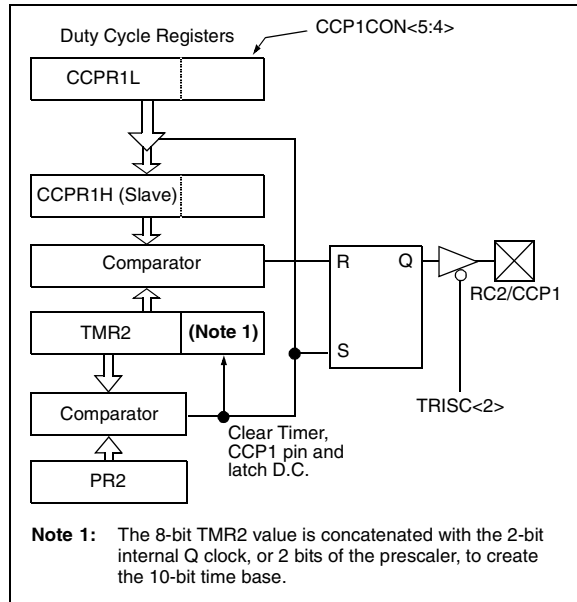 Duty Cycle Registers
CCP1CON<5:4>
CCPR1L
CCPR1H (Slave)
Comparator
R
Q
RC2/CCP1
TMR2
(Note 1)
S
TRISC<2>
Comparator
Clear Timer,
CCP1 pin and
latch D.C.
PR2
Note 1: The 8-bit TMR2 value is concatenated with the 2-bit
internal Q clock, or 2 bits of the prescaler, to create
the 10-bit time base.